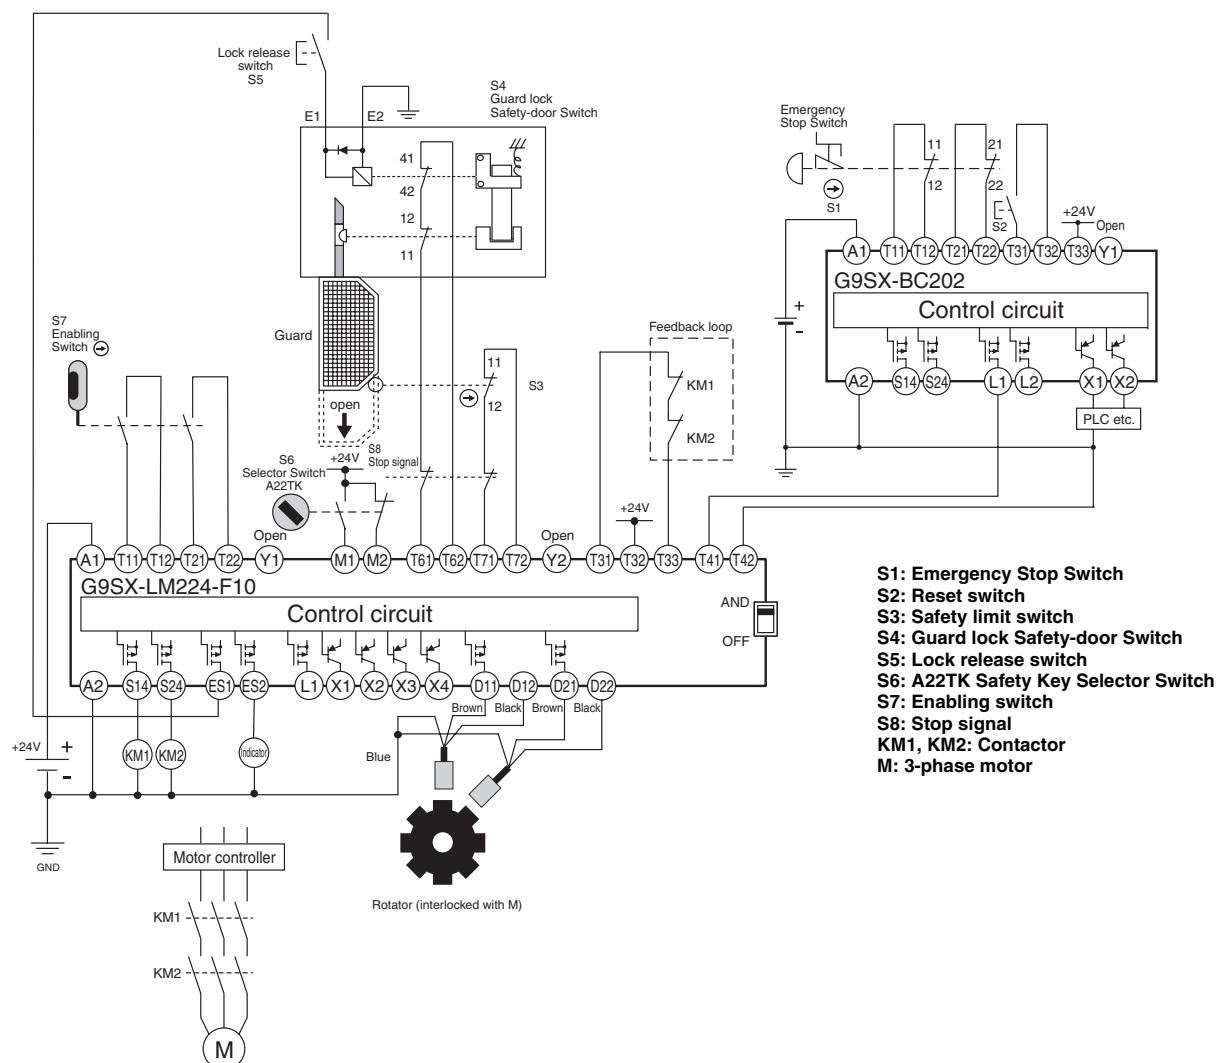 Lock release
switch
S5
S4
Guard lock
Safety-door Switch
E1
E2
41
42
12
11
Emergency
Stop Switch
S1
11
12
21
22
S2
+24V
Open
A1
T11
T12
T21
T22
T31
T32
T33
Y1
G9SX-BC202
Control circuit
+
-
A2
S14
S24
L1
L2
X1
X2
PLC etc.
S7
Enabling
Switch
Guard
open
11
12
S3
Feedback loop
KM1
KM2
S8
Stop signal
+24V
S6
Selector Switch
A22TK
Open
Open
+24V
A1
T11
T12
T21
T22
Y1
M1
M2
T61
T62
T71
T72
Y2
T31
T32
T33
T41
T42
G9SX-LM224-F10
Control circuit
AND
OFF
A2
S14
S24
ES1
ES2
L1
X1
X2
X3
X4
D11
D12
D21
D22
Brown
Black
Brown
Black
Blue
+24V
+
-
KM1
KM2
Indicator
GND
Motor controller
KM1
KM2
M
Rotator (interlocked with M)
S1: Emergency Stop Switch
S2: Reset switch
S3: Safety limit switch
S4: Guard lock Safety-door Switch
S5: Lock release switch
S6: A22TK Safety Key Selector Switch
S7: Enabling switch
S8: Stop signal
KM1, KM2: Contactor
M: 3-phase motor